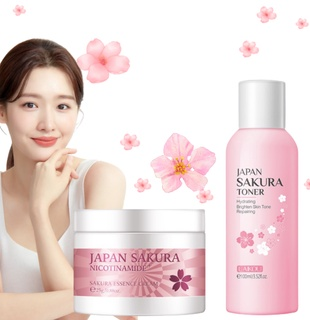 JAPAN SAKURA
NICOTINAMIDE
SAKURA ESSENCE CREAM
JAPAN
SAKURA
TONER
Hydrating
Brighten Skin Tone
Repairing